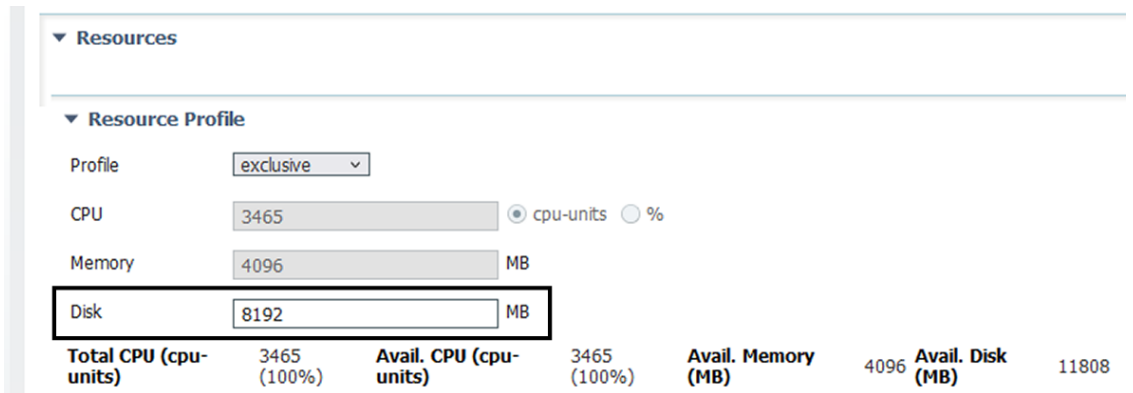 Resources
Resource Profile
Profile exclusive
CPU 3465 cpu-units %
Memory 4096 MB
Disk 8192 MB
Total CPU (cpu- 3465 Avail. CPU (cpu- 3465 Avail. Memory 4096 Avail. Disk 11808
units) (100%) units) (100%) (MB) (MB)